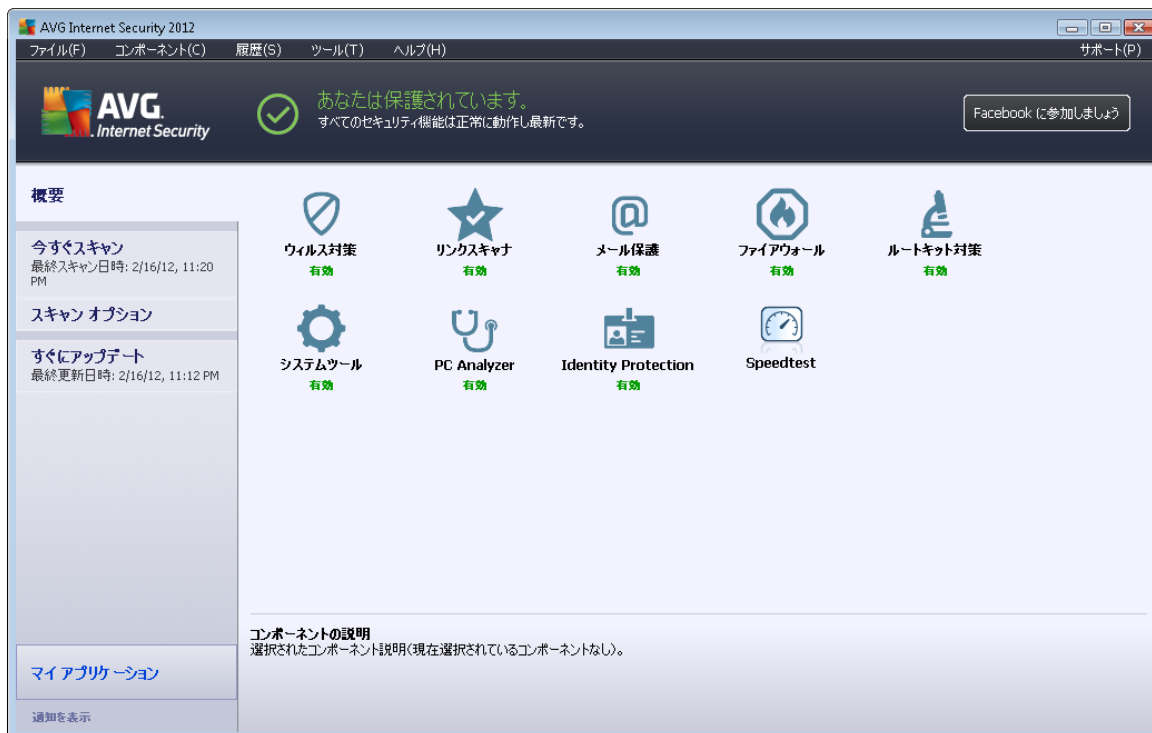 AVG Internet Security 2012
ファイル(F) コンポーネント(C) 履歴(S) ツール(T) ヘルプ(H) サポート(P)
AVG.
Internet Security
あなたは保護されています。
すべてのセキュリティ機能は正常に動作し最新です。
Facebook に参加しましょう
概要
今すぐスキャン
最終スキャン日時: 2/16/12, 11:20
PM
スキャン オプション
すぐにアップデート
最終更新日時: 2/16/12, 11:12 PM
ウィルス対策
有効
リンクスキャナ
有効
メール保護
有効
ファイアウォール
有効
ルートキット対策
有効
システムツール
有効
PC Analyzer
有効
Identity Protection
有効
Speedtest
コンポーネントの説明
選択されたコンポーネント説明(現在選択されているコンポーネントなし)。
マイ アプリケーション
通知を表示